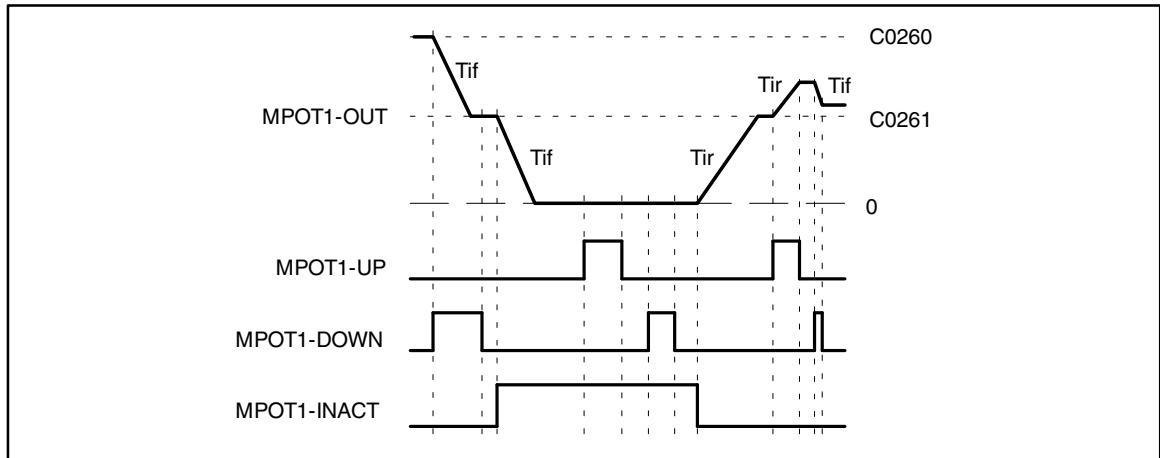 C0260
Tif
Tir
Tif
MPOT1-OUT
C0261
Tif
Tir
0
MPOT1-UP
MPOT1-DOWN
MPOT1-INACT